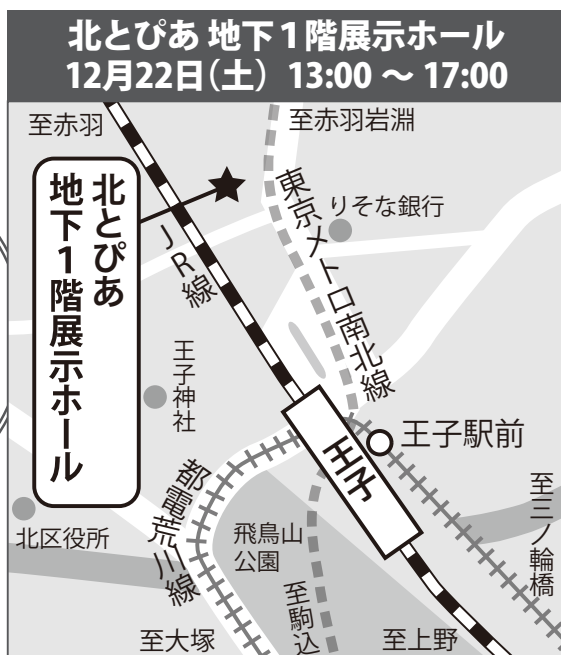 北とぴあ 地下1階展示ホール
12月22日(土) 13:00 ～ 17:00
至赤羽
至赤羽岩淵
北とぴあ
地下1階展示ホール
JR線
東京メトロ南北線
りそな銀行
王子神社
王子
王子駅前
北区役所
都電荒川線
飛鳥山
公園
至三ノ輪橋
至大塚
至駒込
至上野